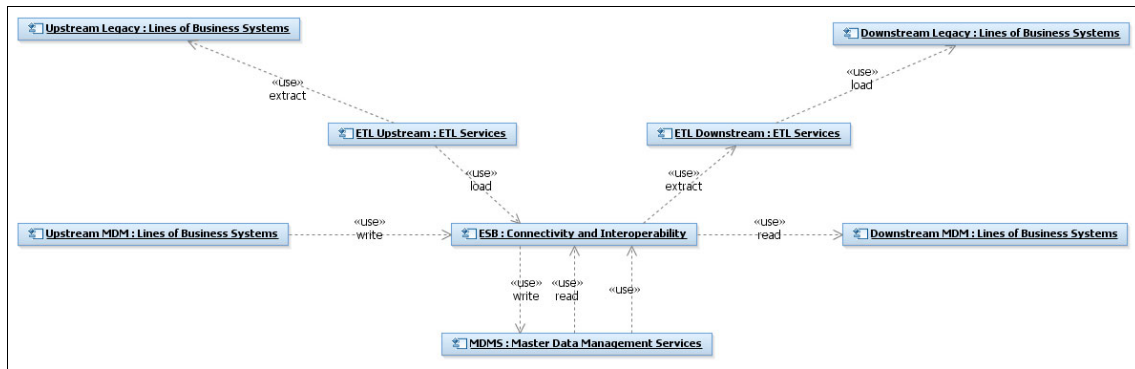 Upstream Legacy : Lines of Business Systems
Downstream Legacy : Lines of Business Systems
«use»
extract
«use»
load
ETL Upstream : ETL Services
ETL Downstream : ETL Services
«use»
load
«use»
extract
Upstream MDM : Lines of Business Systems
«use»
write
ESB : Connectivity and Interoperability
«use»
read
Downstream MDM : Lines of Business Systems
«use»
write
«use»
read
«use»
MDMS : Master Data Management Services